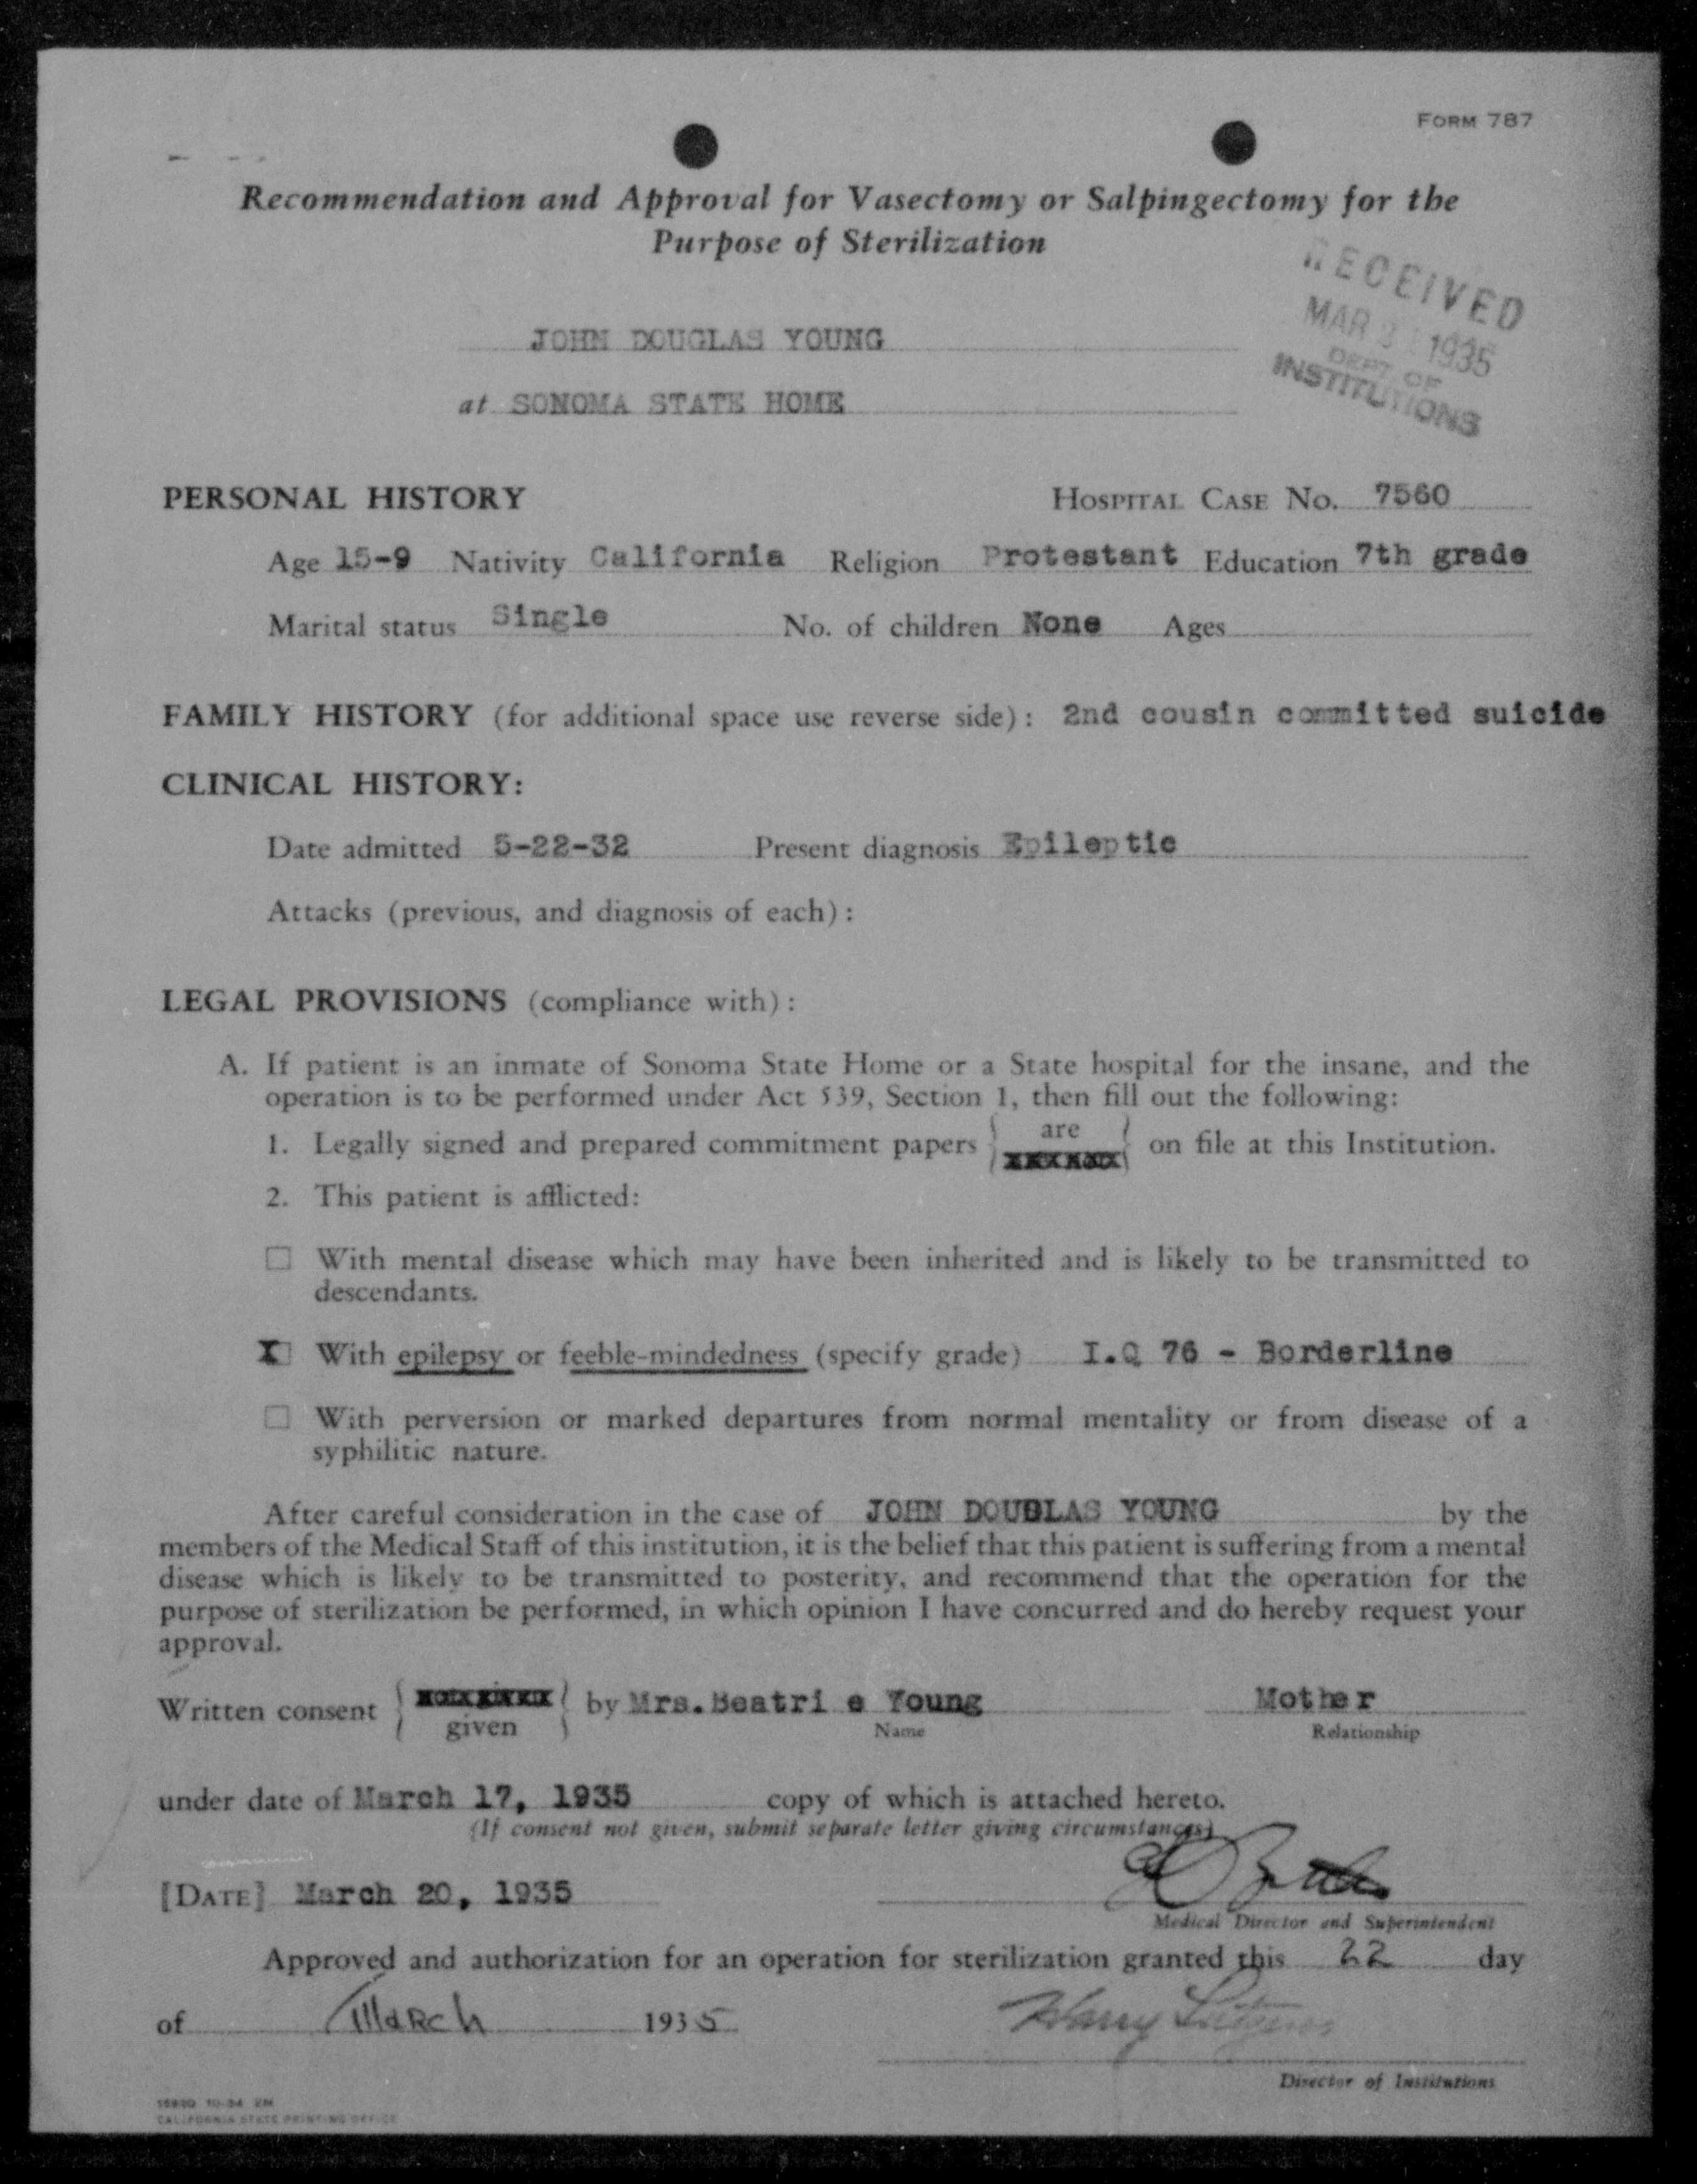 FORM 787
Recommendation and Approval for Vasectomy or Salpingectomy for the
Purpose of Sterilization
RECEIVED
MAR 1935
DEPT. OF
INSTITUTIONS
JOHN DOUGLAS YOUNG
at SONOMA STATE HOME
PERSONAL HISTORY HOSPITAL CASE NO. 7560
Age 15-9 Nativity California Religion Protestant Education 7th grade
Marital status Single No. of children None Ages
FAMILY HISTORY (for additional space use reverse side): 2nd cousin committed suicide
CLINICAL HISTORY:
Date admitted 5-22-32 Present diagnosis Epileptic
Attacks (previous, and diagnosis of each):
LEGAL PROVISIONS (compliance with):
A. If patient is an inmate of Sonoma State Home or a State hospital for the insane, and the
operation is to be performed under Act 539, Section 1, then fill out the following:
1. Legally signed and prepared commitment papers { are } on file at this Institution.
2. This patient is afflicted:
☐ With mental disease which may have been inherited and is likely to be transmitted to
descendants.
X With epilepsy or feeble-mindedness (specify grade) I.Q 76 - Borderline
☐ With perversion or marked departures from normal mentality or from disease of a
syphilitic nature.
After careful consideration in the case of JOHN DOUGLAS YOUNG by the
members of the Medical Staff of this institution, it is the belief that this patient is suffering from a mental
disease which is likely to be transmitted to posterity, and recommend that the operation for the
purpose of sterilization be performed, in which opinion I have concurred and do hereby request your
approval.
Written consent { given } by Mrs. Beatri e Young Mother
Name Relationship
under date of March 17, 1935 copy of which is attached hereto.
(If consent not given, submit separate letter giving circumstances)
[DATE] March 20, 1935
Medical Director and Superintendent
Approved and authorization for an operation for sterilization granted this 22 day
of March 1935 Harry
Director of Institutions
10-34 2M
CALIFORNIA STATE PRINTING OFFICE